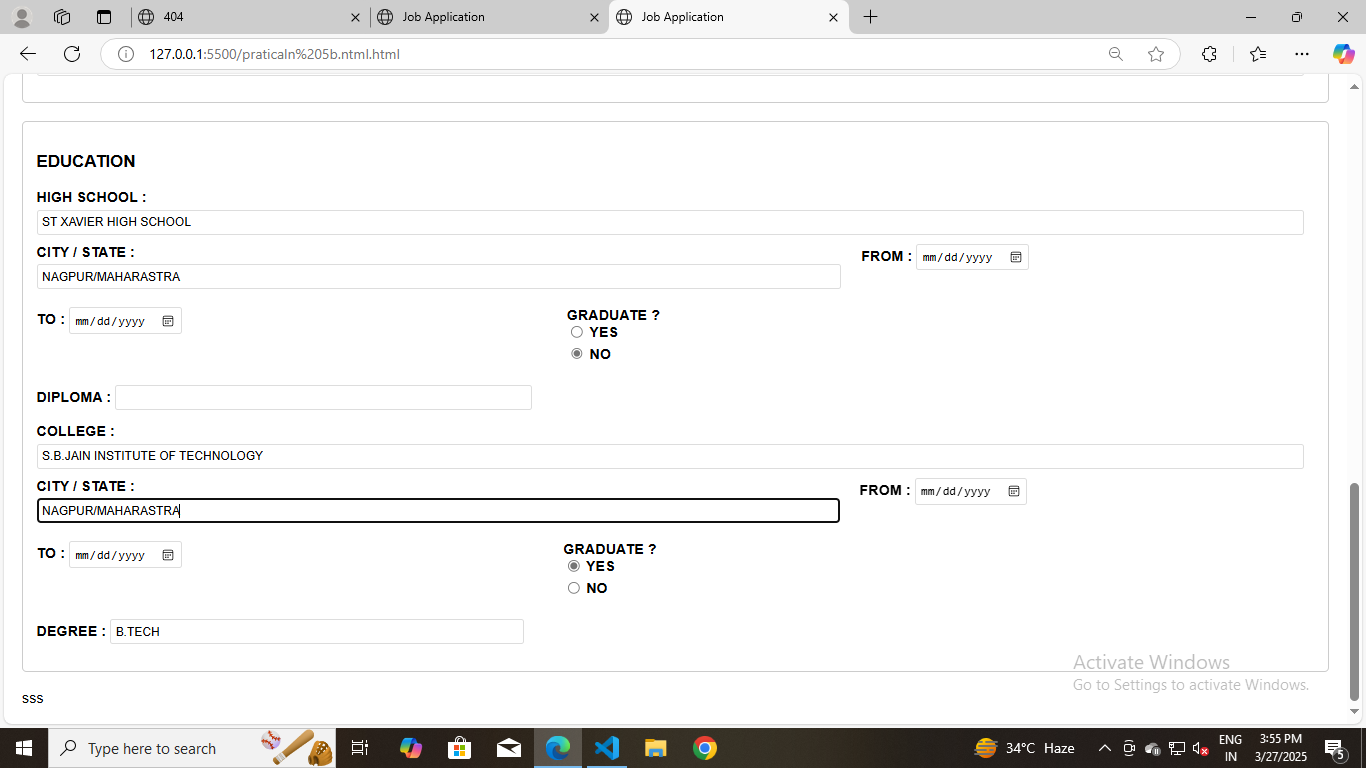 404
Job Application
Job Application
127.0.0.1:5500/praticaln%205b.ntml.html
EDUCATION
HIGH SCHOOL :
ST XAVIER HIGH SCHOOL
CITY / STATE :
FROM : mm/dd/yyyy
NAGPUR/MAHARASTRA
TO : mm/dd/yyyy
GRADUATE ?
YES
NO
DIPLOMA :
COLLEGE :
S.B.JAIN INSTITUTE OF TECHNOLOGY
CITY / STATE :
FROM : mm/dd/yyyy
NAGPUR/MAHARASTRA
TO : mm/dd/yyyy
GRADUATE ?
YES
NO
DEGREE : B.TECH
Activate Windows
Go to Settings to activate Windows.
sss
Type here to search
34°C Haze
ENG
IN
3:55 PM
3/27/2025
5